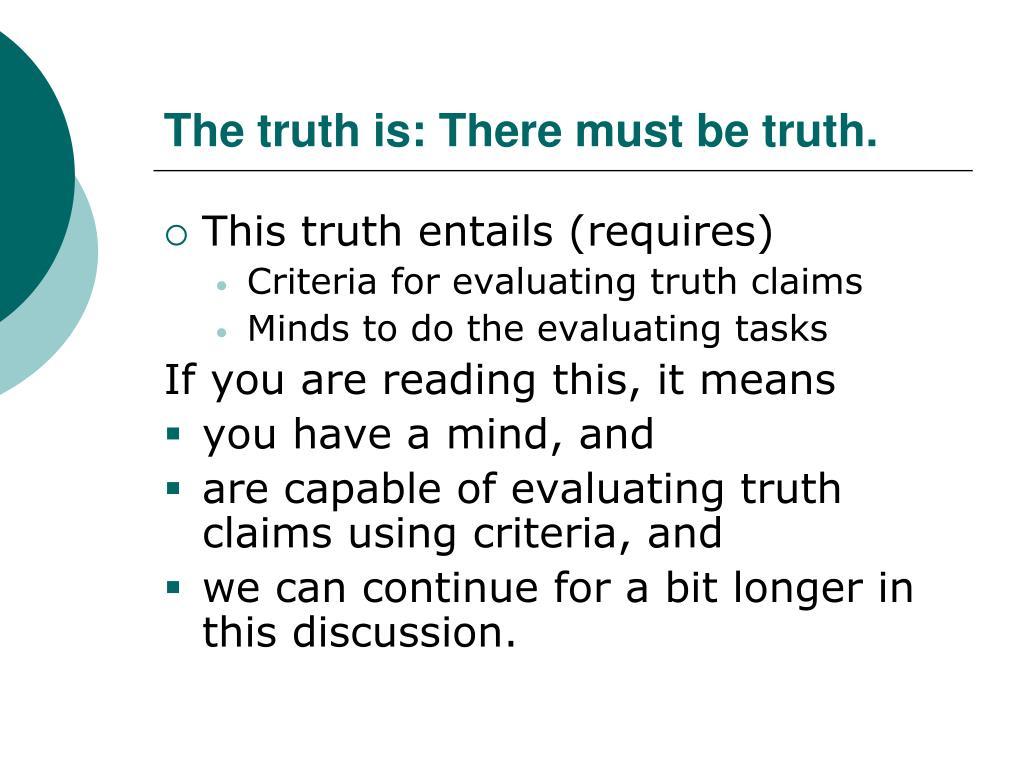 The truth is: There must be truth.
This truth entails (requires)
Criteria for evaluating truth claims
Minds to do the evaluating tasks
If you are reading this, it means
you have a mind, and
are capable of evaluating truth
claims using criteria, and
we can continue for a bit longer in
this discussion.